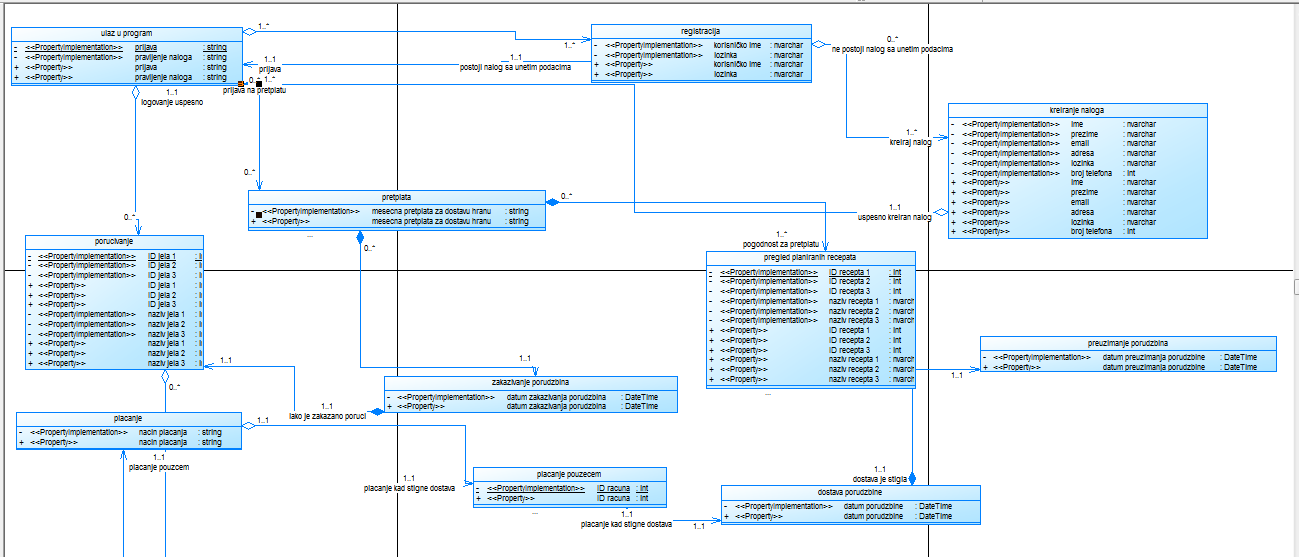 ulaz u program
- <<PropertyImplementation>> prijava : string
- <<PropertyImplementation>> pravljenje naloga : string
+ <<Property>> prijava : string
+ <<Property>> pravljenje naloga : string
1..*
1..*
registracija
- <<PropertyImplementation>> korisničko ime : nvarchar
- <<PropertyImplementation>> lozinka : nvarchar
+ <<Property>> korisničko ime : nvarchar
+ <<Property>> lozinka : nvarchar
0..*
ne postoji nalog sa unetim podacima
1..1
prijava
1..1
postoji nalog sa unetim podacima
1..*
prijava na pretplatu
1..1
logovanje uspesno
kreiranje naloga
- <<PropertyImplementation>> ime : nvarchar
- <<PropertyImplementation>> prezime : nvarchar
- <<PropertyImplementation>> email : nvarchar
- <<PropertyImplementation>> adresa : nvarchar
- <<PropertyImplementation>> lozinka : nvarchar
- <<PropertyImplementation>> broj telefona : int
+ <<Property>> ime : nvarchar
+ <<Property>> prezime : nvarchar
+ <<Property>> email : nvarchar
+ <<Property>> adresa : nvarchar
+ <<Property>> lozinka : nvarchar
+ <<Property>> broj telefona : int
1..*
kreiraj nalog
1..1
uspesno kreiran nalog
0..*
pretplata
- <<PropertyImplementation>> mesecna pretplata za dostavu hranu : string
+ <<Property>> mesecna pretplata za dostavu hranu : string
0..*
0..*
0..*
1..*
pogodnost za pretplatu
porucivanje
- <<PropertyImplementation>> ID jela 1 : i
- <<PropertyImplementation>> ID jela 2 : i
- <<PropertyImplementation>> ID jela 3 : i
+ <<Property>> ID jela 1 : i
+ <<Property>> ID jela 2 : i
+ <<Property>> ID jela 3 : i
- <<PropertyImplementation>> naziv jela 1 :
- <<PropertyImplementation>> naziv jela 2 :
- <<PropertyImplementation>> naziv jela 3 :
+ <<Property>> naziv jela 1 :
+ <<Property>> naziv jela 2 :
+ <<Property>> naziv jela 3 :
pregled planiranih recepata
- <<PropertyImplementation>> ID recepta 1 : int
- <<PropertyImplementation>> ID recepta 2 : int
- <<PropertyImplementation>> ID recepta 3 : int
- <<PropertyImplementation>> naziv recepta 1 : nvarch
- <<PropertyImplementation>> naziv recepta 2 : nvarch
- <<PropertyImplementation>> naziv recepta 3 : nvarch
+ <<Property>> ID recepta 1 : int
+ <<Property>> ID recepta 2 : int
+ <<Property>> ID recepta 3 : int
+ <<Property>> naziv recepta 1 : nvarch
+ <<Property>> naziv recepta 2 : nvarch
+ <<Property>> naziv recepta 3 : nvarch
preuzimanje porudzbina
- <<PropertyImplementation>> datum preuzimanja porudzbina : DateTime
+ <<Property>> datum preuzimanja porudzbina : DateTime
1..1
1..1
1..1
0..*
zakazivanje porudzbina
- <<PropertyImplementation>> datum zakazivanja porudzbina : DateTime
+ <<Property>> datum zakazivanja porudzbina : DateTime
1..1
iako je zakazano poruci
placanje
- <<PropertyImplementation>> nacin placanja : string
+ <<Property>> nacin placanja : string
1..1
1..1
placanje pouzcem
placanje pouzecem
- <<PropertyImplementation>> ID racuna : int
+ <<Property>> ID racuna : int
1..1
placanje kad stigne dostava
1..1
placanje kad stigne dostava
1..1
1..1
dostava je stigla
dostava porudzbine
- <<PropertyImplementation>> datum porudzbine : DateTime
+ <<Property>> datum porudzbine : DateTime